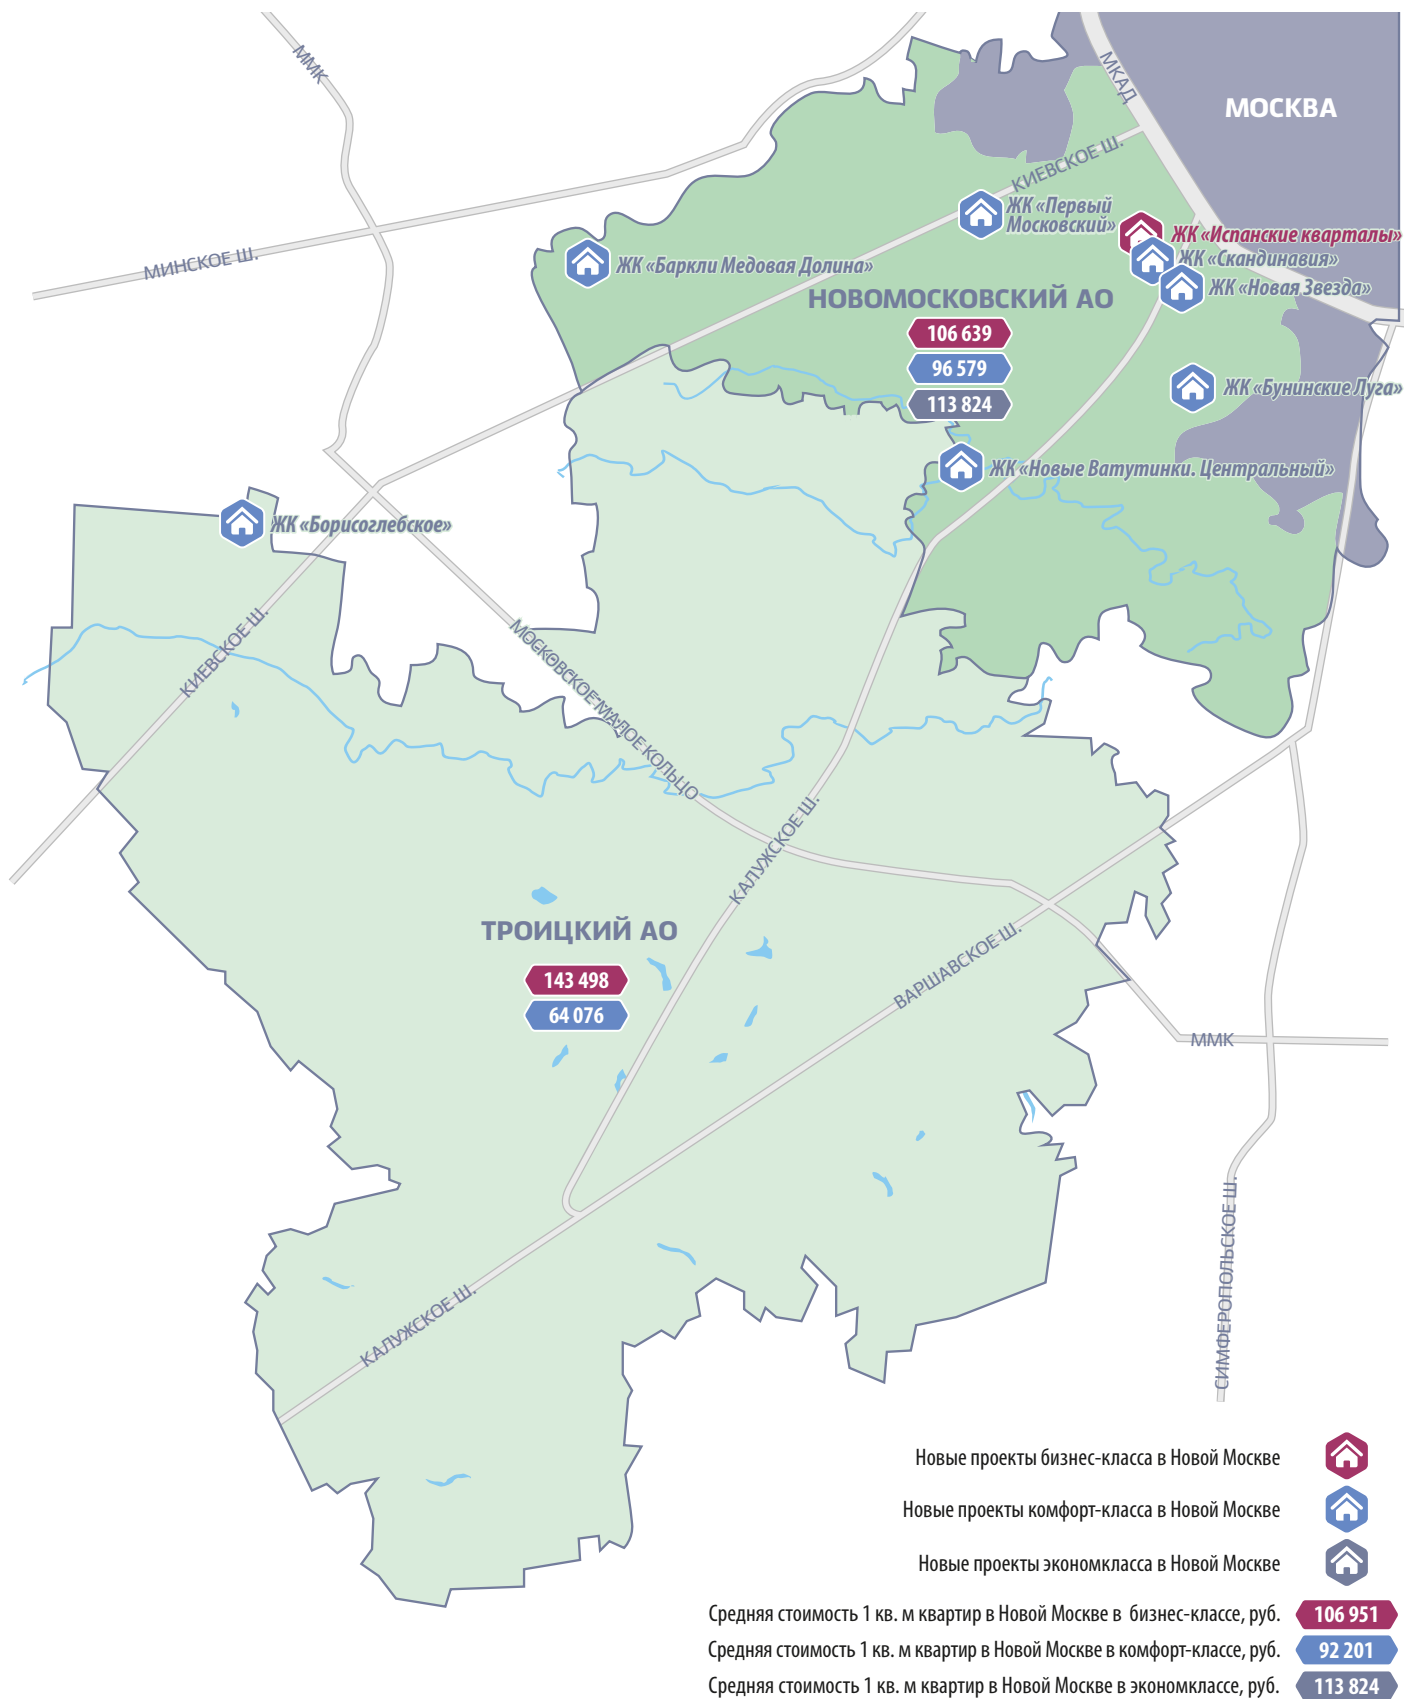 ММК
МКАД
МОСКВА
КИЕВСКОЕ Ш.
МИНСКОЕ Ш.
ЖК «Первый
Московский»
ЖК «Испанские кварталы»
ЖК «Скандинавия»
ЖК «Баркли Медовая Долина»
ЖК «Новая Звезда»
НОВОМОСКОВСКИЙ АО
106 639
96 579
113 824
ЖК «Бунинские Луга»
ЖК «Новые Ватутинки. Центральный»
ЖК «Борисоглебское»
КИЕВСКОЕ Ш.
МОСКОВСКОЕ МАЛОЕ КОЛЬЦО
КАЛУЖСКОЕ Ш.
ТРОИЦКИЙ АО
143 498
64 076
ВАРШАВСКОЕ Ш.
ММК
СИМФЕРОПОЛЬСКОЕ Ш.
КАЛУЖСКОЕ Ш.
Новые проекты бизнес-класса в Новой Москве
Новые проекты комфорт-класса в Новой Москве
Новые проекты экономкласса в Новой Москве
Средняя стоимость 1 кв. м квартир в Новой Москве в бизнес-классе, руб. 106 951
Средняя стоимость 1 кв. м квартир в Новой Москве в комфорт-классе, руб. 92 201
Средняя стоимость 1 кв. м квартир в Новой Москве в экономклассе, руб. 113 824